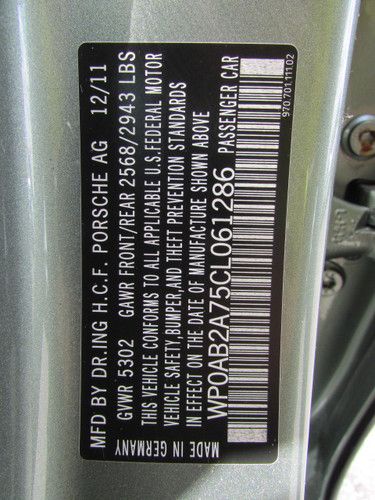 MFD BY DR.ING H.C.F. PORSCHE AG 12/11
GVWR 5302 GAWR FRONT/REAR 2568/2943 LBS
THIS VEHICLE CONFORMS TO ALL APPLICABLE U.S.FEDERAL MOTOR
VEHICLE SAFETY,BUMPER,AND THEFT PREVENTION STANDARDS
IN EFFECT ON THE DATE OF MANUFACTURE SHOWN ABOVE
WP0AB2A75CL061286 PASSENGER CAR
MADE IN GERMANY
970.701.111.02